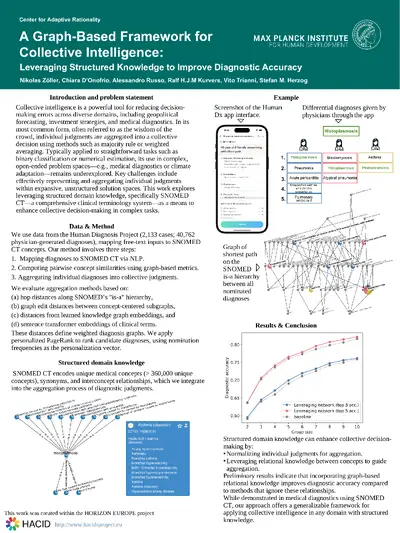 Center for Adaptive Rationality
A Graph-Based Framework for
Collective Intelligence:
Leveraging Structured Knowledge to Improve Diagnostic Accuracy
Nikolas Zöller, Chiara D'Onofrio, Alessandro Russo, Ralf H.J.M Kurvers, Vito Trianni, Stefan M. Herzog
MAX PLANCK INSTITUTE
FOR HUMAN DEVELOPMENT
Introduction and problem statement
Collective intelligence is a powerful tool for reducing decision-
making errors across diverse domains, including geopolitical
forecasting, investment strategies, and medical diagnostics. In its
most common form, often referred to as the wisdom of the
crowd, individual judgments are aggregated into a collective
decision using methods such as majority rule or weighted
averaging. Typically applied to straightforward tasks such as
binary classification or numerical estimation, its use in complex,
open-ended problem spaces—e.g., medical diagnostics or climate
adaptation—remains underexplored. Key challenges include
effectively representing and aggregating individual judgments
within expansive, unstructured solution spaces. This work explores
leveraging structured domain knowledge, specifically SNOMED
CT—a comprehensive clinical terminology system—as a means to
enhance collective decision-making in complex tasks.
Data & Method
We use data from the Human Diagnosis Project (2,133 cases; 40,762
physician-generated diagnoses), mapping free-text inputs to SNOMED
CT concepts. Our method involves three steps:
1. Mapping diagnoses to SNOMED CT via NLP.
2. Computing pairwise concept similarities using graph-based metrics.
3. Aggregating individual diagnoses into collective judgments.
We evaluate aggregation methods based on:
(a) hop distances along SNOMED's "is-a" hierarchy,
(b) graph edit distances between concept-centered subgraphs,
(c) distances from learned knowledge graph embeddings, and
(d) sentence transformer embeddings of clinical terms.
These distances define weighted diagnosis graphs. We apply
personalized PageRank to rank candidate diagnoses, using nomination
frequencies as the personalization vector.
Structured domain knowledge
SNOMED CT encodes unique medical concepts (> 360,000 unique
concepts), synonyms, and interconcept relationships, which we integrate
into the aggregation process of diagnostic judgments.
This work was created within the HORIZON EUROPE project
HACID http://www.hacid-project.eu
Example
Screenshot of the Human
Dx app interface.
Differential diagnoses given by
physicians through the app
Histoplasmosis
1. Histoplasmosis Blastomycosis Asthma
2. Pneumonia
3. Acute pericarditis Atypical pneumonia
4.
5.
Graph of
shortest path
on the
SNOMED
is-a hierarchy
between all
nominated
diagnoses
Results & Conclusion
Diagnostic accuracy
0.80
0.75
0.70
0.65
0.60
2 3 4 5 6 7 8 9 10
Group size
baseline
Structured domain knowledge can enhance collective decision-
making by:
•Normalizing individual judgments for aggregation.
•Leveraging relational knowledge between concepts to guide
aggregation.
Preliminary results indicate that incorporating graph-based
relational knowledge improves diagnostic accuracy compared
to methods that ignore these relationships.
While demonstrated in medical diagnostics using SNOMED
CT, our approach offers a generalizable framework for
applying collective intelligence in any domain with structured
knowledge.